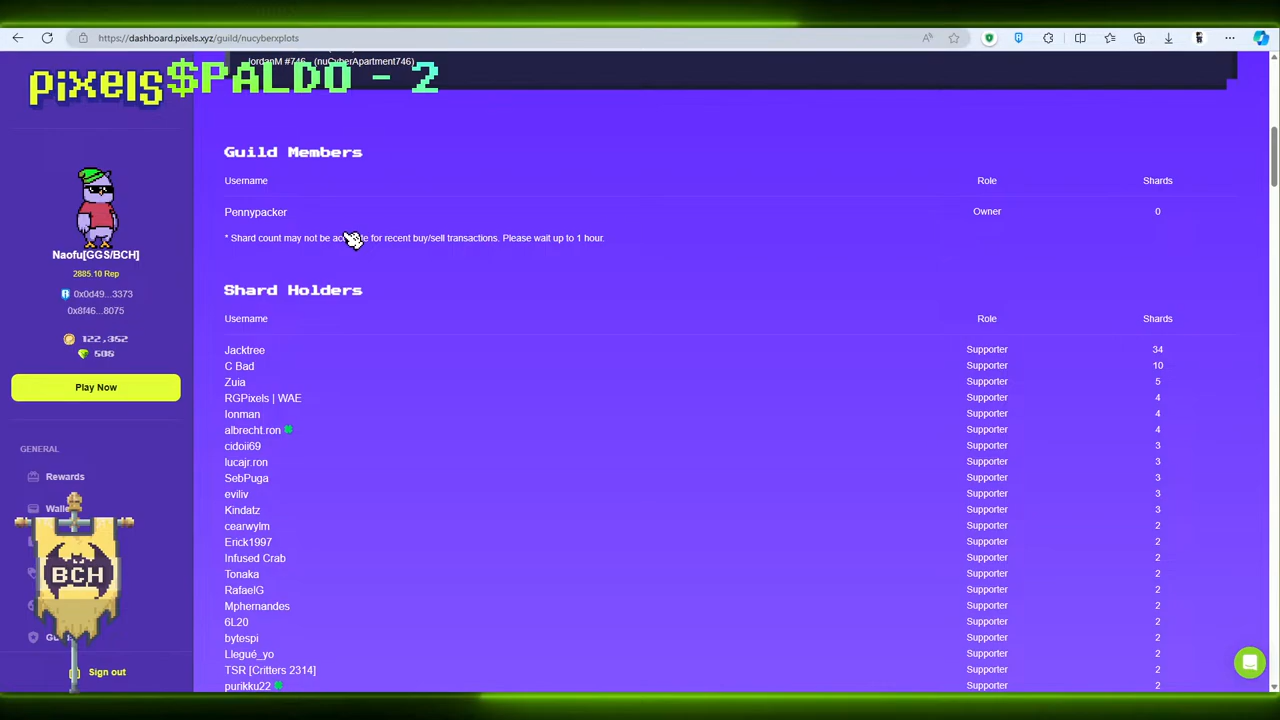 https://dashboard.pixels.xyz/guild/nucyberxplots
JordanM #746 (nuCyberApartment746)
pixels
$PALDO - 2
Naofu[GGS/BCH]
2885.10 Rep
0x0d49...3373
0x8f46...8075
122,362
Play Now
GENERAL
Rewards
BCH
Sign out
Guild Members
Username Role Shards
Pennypacker Owner 0
* Shard count may not be for recent buy/sell transactions. Please wait up to 1 hour.
Shard Holders
Username Role Shards
Jacktree Supporter 34
C Bad Supporter 10
Zuia Supporter 5
RGPixels | WAE Supporter 4
Ionman Supporter 4
albrecht.ron Supporter 4
cidoii69 Supporter 3
lucajr.ron Supporter 3
SebPuga Supporter 3
eviliv Supporter 3
Kindatz Supporter 3
cearwylm Supporter 2
Erick1997 Supporter 2
Infused Crab Supporter 2
Tonaka Supporter 2
RafaelG Supporter 2
Mphernandes Supporter 2
6L20 Supporter 2
bytespi Supporter 2
Llegué_yo Supporter 2
TSR [Critters 2314] Supporter 2
purikku22 Supporter 2